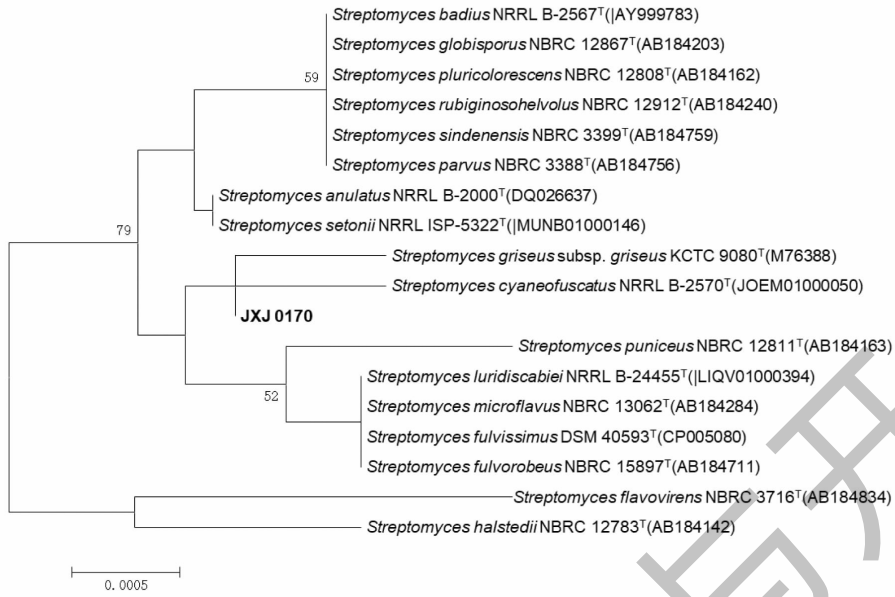 Streptomyces badius NRRL B-2567ᵀ(|AY999783)
Streptomyces globisporus NBRC 12867ᵀ(AB184203)
59
Streptomyces pluricolorescens NBRC 12808ᵀ(AB184162)
Streptomyces rubiginosohelvolus NBRC 12912ᵀ(AB184240)
Streptomyces sindenensis NBRC 3399ᵀ(AB184759)
Streptomyces parvus NBRC 3388ᵀ(AB184756)
Streptomyces anulatus NRRL B-2000ᵀ(DQ026637)
Streptomyces setonii NRRL ISP-5322ᵀ(|MUNB01000146)
79
Streptomyces griseus subsp. griseus KCTC 9080ᵀ(M76388)
Streptomyces cyaneofuscatus NRRL B-2570ᵀ(JOEM01000050)
JXJ 0170
Streptomyces puniceus NBRC 12811ᵀ(AB184163)
Streptomyces luridiscabiei NRRL B-24455ᵀ(|LIQV01000394)
52
Streptomyces microflavus NBRC 13062ᵀ(AB184284)
Streptomyces fulvissimus DSM 40593ᵀ(CP005080)
Streptomyces fulvorobeus NBRC 15897ᵀ(AB184711)
Streptomyces flavovirens NBRC 3716ᵀ(AB184834)
Streptomyces halstedii NBRC 12783ᵀ(AB184142)
0.0005
与开